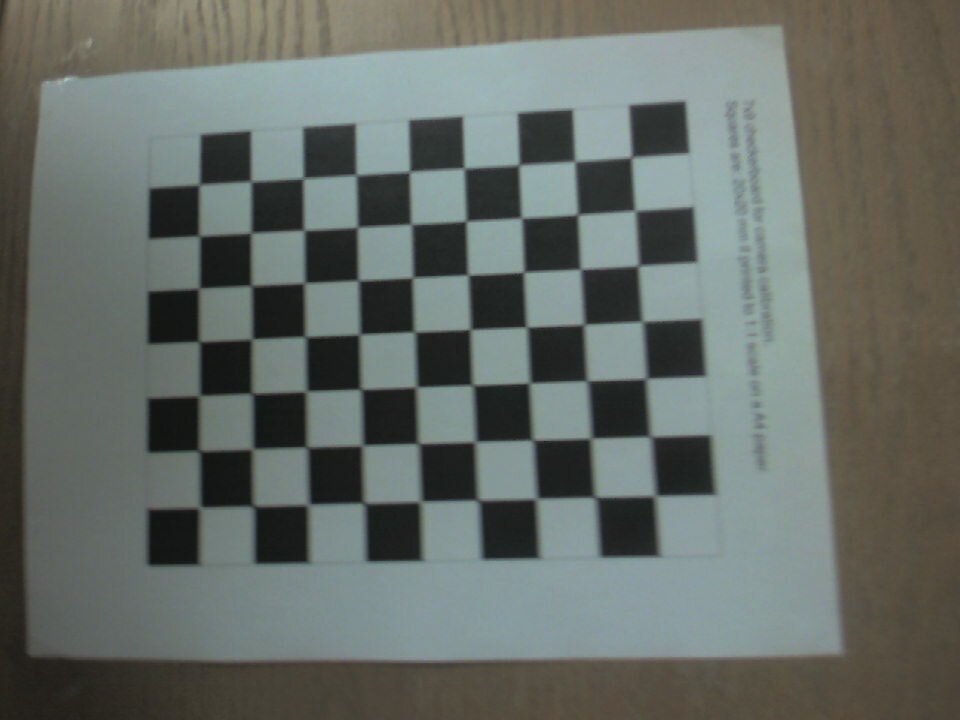 7x9 checkerboard for camera calibration.
Squares are: 20x20 mm if printed to 1:1 scale on a A4 paper